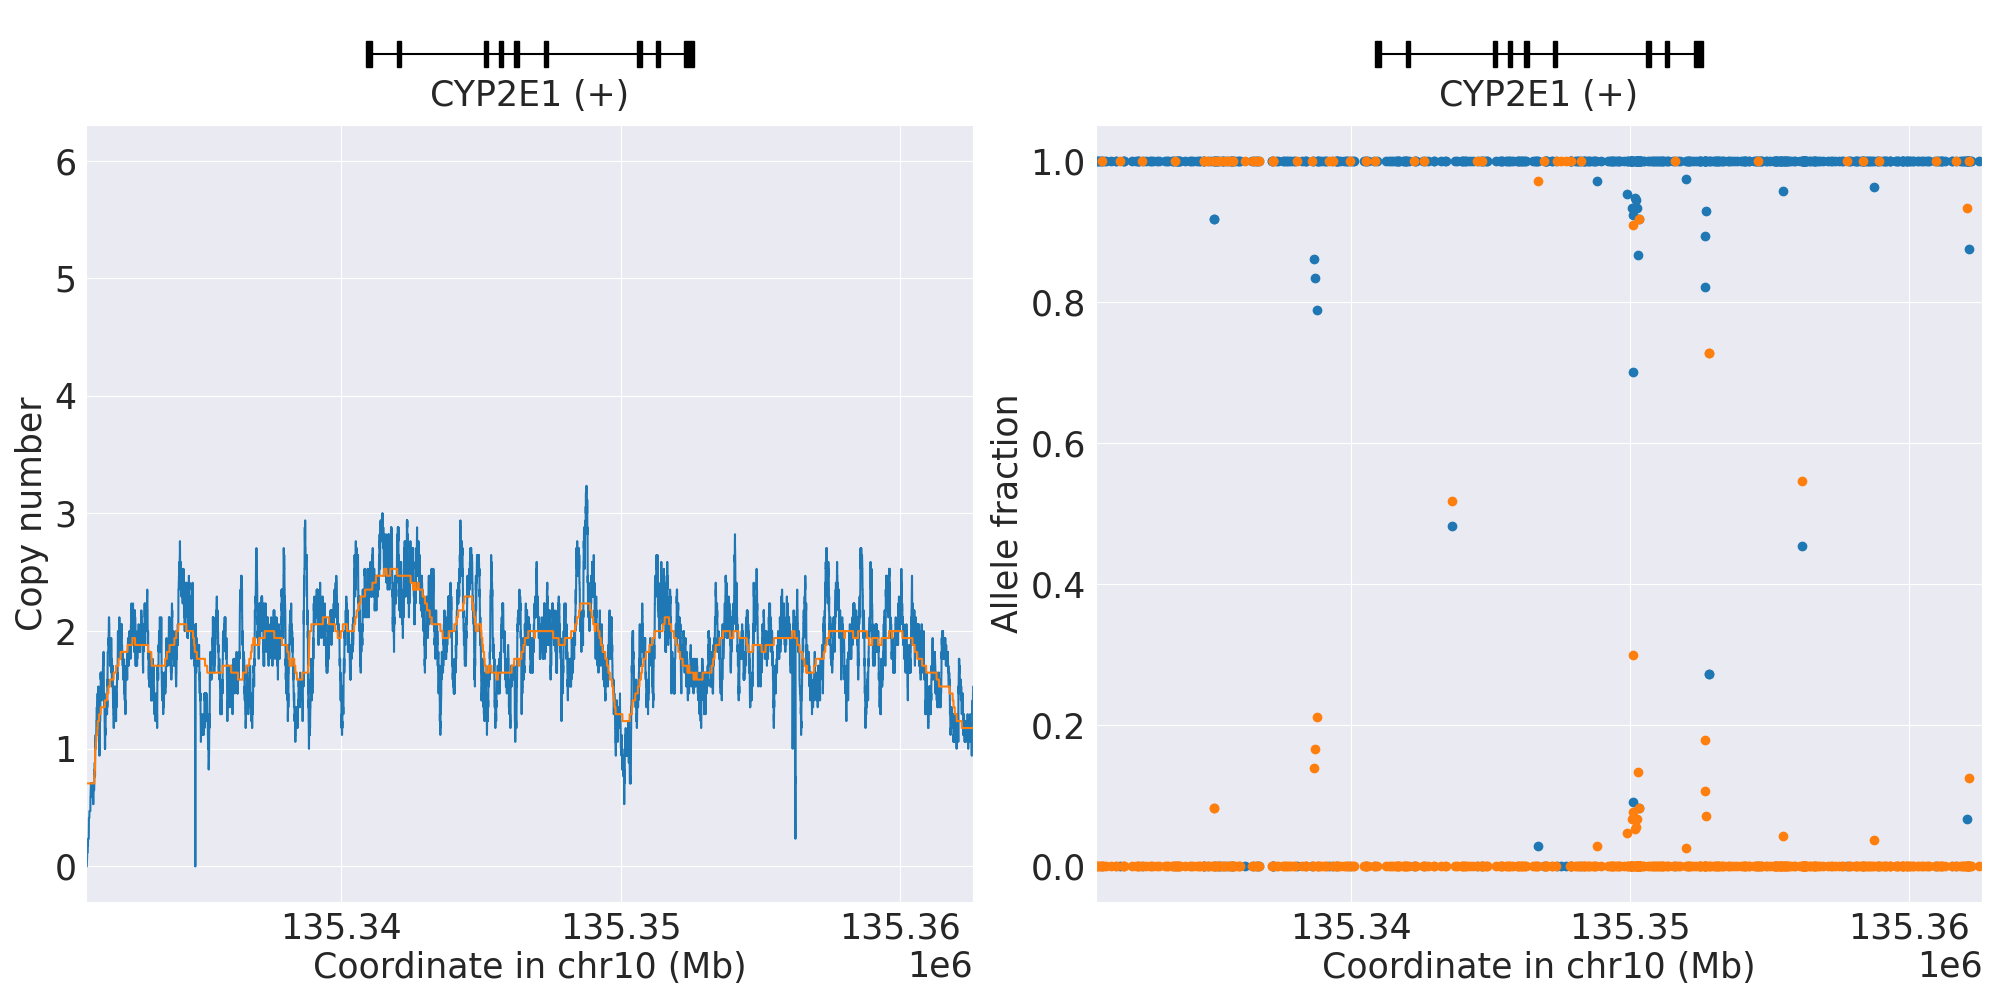 CYP2E1 (+)
6
5
4
3
2
1
0
Copy number
135.34 135.35 135.36
Coordinate in chr10 (Mb)
1e6
CYP2E1 (+)
1.0
0.8
0.6
0.4
0.2
0.0
Allele fraction
135.34 135.35 135.36
Coordinate in chr10 (Mb)
1e6